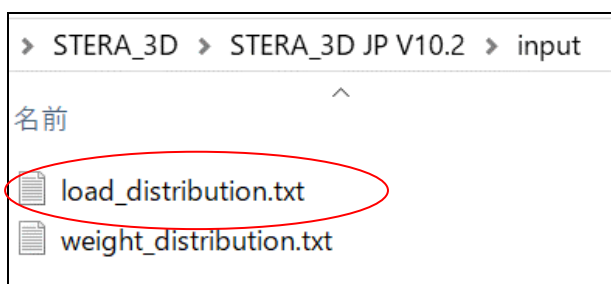 > STERA_3D > STERA_3D JP V10.2 > input
名前
load_distribution.txt
weight_distribution.txt